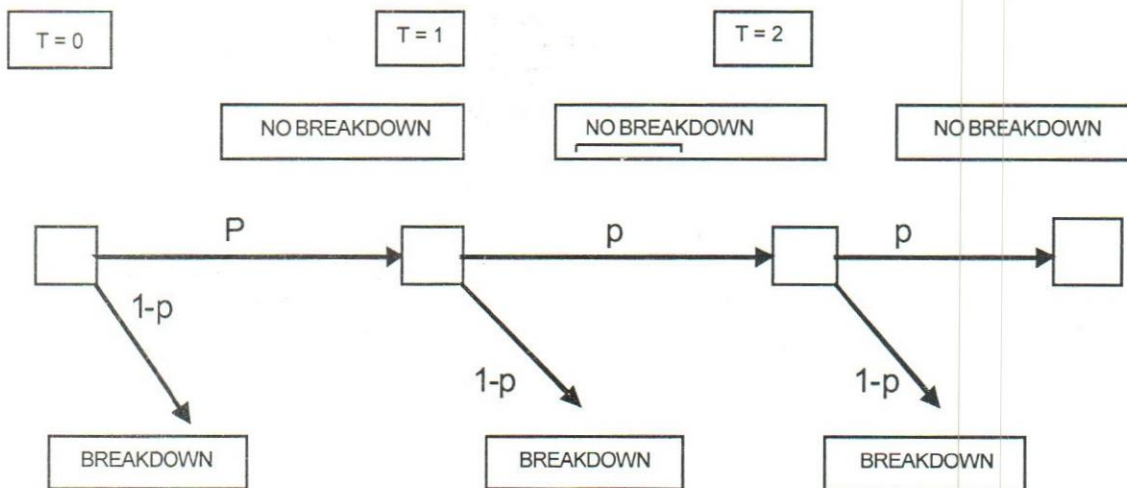 T = 0 T = 1 T = 2
NO BREAKDOWN NO BREAKDOWN NO BREAKDOWN
P p p
1-p 1-p 1-p
BREAKDOWN BREAKDOWN BREAKDOWN